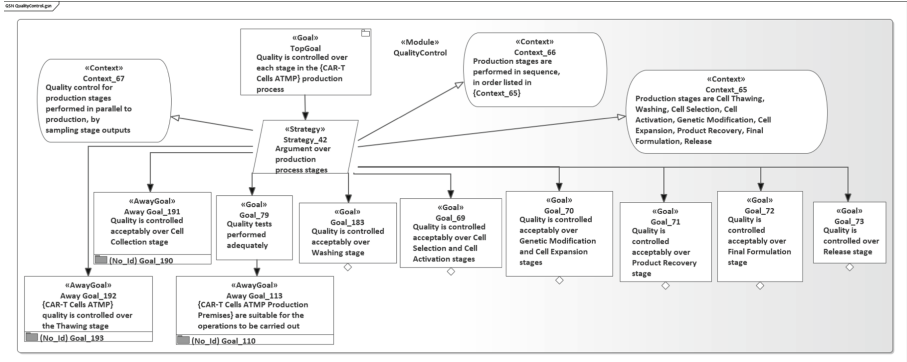 GSN QualityControl.gsn
«Goal»
TopGoal
Quality is controlled over
each stage in the {CAR-T
Cells ATMP} production
process
«Module»
QualityControl
«Context»
Context_66
Production stages are
performed in sequence,
in order listed in
{Context_65}
«Context»
Context_67
Quality control for
production stages
performed in parallel to
production, by
sampling stage outputs
«Context»
Context_65
Production stages are Cell Thawing,
Washing, Cell Selection, Cell
Activation, Genetic Modification, Cell
Expansion, Product Recovery, Final
Formulation, Release
«Strategy»
Strategy_42
Argument over
production
process stages
«AwayGoal»
Away Goal_191
Quality is controlled
acceptably over Cell
Collection stage
(No_Id) Goal_190
«Goal»
Goal_79
Quality tests
performed
adequately
«Goal»
Goal_183
Quality is controlled
acceptably over
Washing stage
«Goal»
Goal_69
Quality is controlled
acceptably over Cell
Selection and Cell
Activation stages
«Goal»
Goal_70
Quality is controlled
acceptably over
Genetic Modification
and Cell Expansion
stages
«Goal»
Goal_71
Quality is
controlled
acceptably over
Product Recovery
stage
«Goal»
Goal_72
Quality is
controlled
acceptably over
Final Formulation
stage
«Goal»
Goal_73
Quality is
controlled over
Release stage
«AwayGoal»
Away Goal_192
{CAR-T Cells ATMP}
quality is controlled over
the Thawing stage
(No_Id) Goal_193
«AwayGoal»
Away Goal_113
{CAR-T Cells ATMP Production
Premises} are suitable for the
operations to be carried out
(No_Id) Goal_110